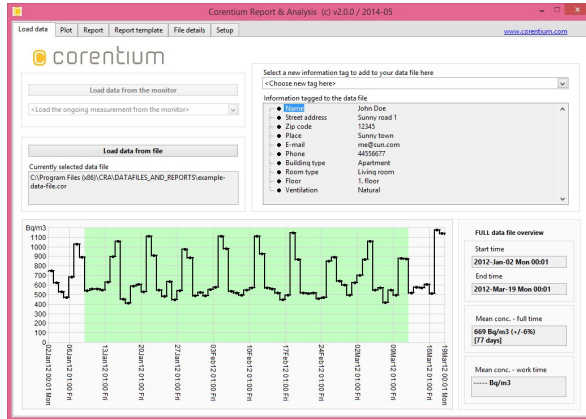 Corentium Report & Analysis (c) v2.0.0 / 2014-05
Load data Plot Report Report template File details Setup
www.corentium.com
corentium
Load data from the monitor
<Load the ongoing measurement from the monitor>
Load data from file
Currently selected data file
C:\Program Files (x86)\CRA\DATAFILES_AND_REPORTS\example-
data-file.cor
Select a new information tag to add to your data file here
<Choose new tag here>
Information tagged to the data file
Name John Doe
Street address Sunny road 1
Zip code 12345
Place Sunny town
E-mail me@sun.com
Phone 44556677
Building type Apartment
Room type Living room
Floor 1. floor
Ventilation Natural
Bq/m3
1100
1000
900
800
700
600
500
400
300
200
100
0
02Jan12 00:01 Mon
06Jan12 01:00 Fri
13Jan12 01:00 Fri
20Jan12 01:00 Fri
27Jan12 01:00 Fri
03Feb12 01:00 Fri
10Feb12 01:00 Fri
17Feb12 01:00 Fri
24Feb12 01:00 Fri
02Mar12 01:00 Fri
09Mar12 01:00 Fri
16Mar12 01:00 Fri
19Mar12 00:01 Mon
FULL data file overview
Start time
2012-Jan-02 Mon 00:01
End time
2012-Mar-19 Mon 00:01
Mean conc. - full time
669 Bq/m3 (+/-6%)
[77 days]
Mean conc. - work time
----- Bq/m3